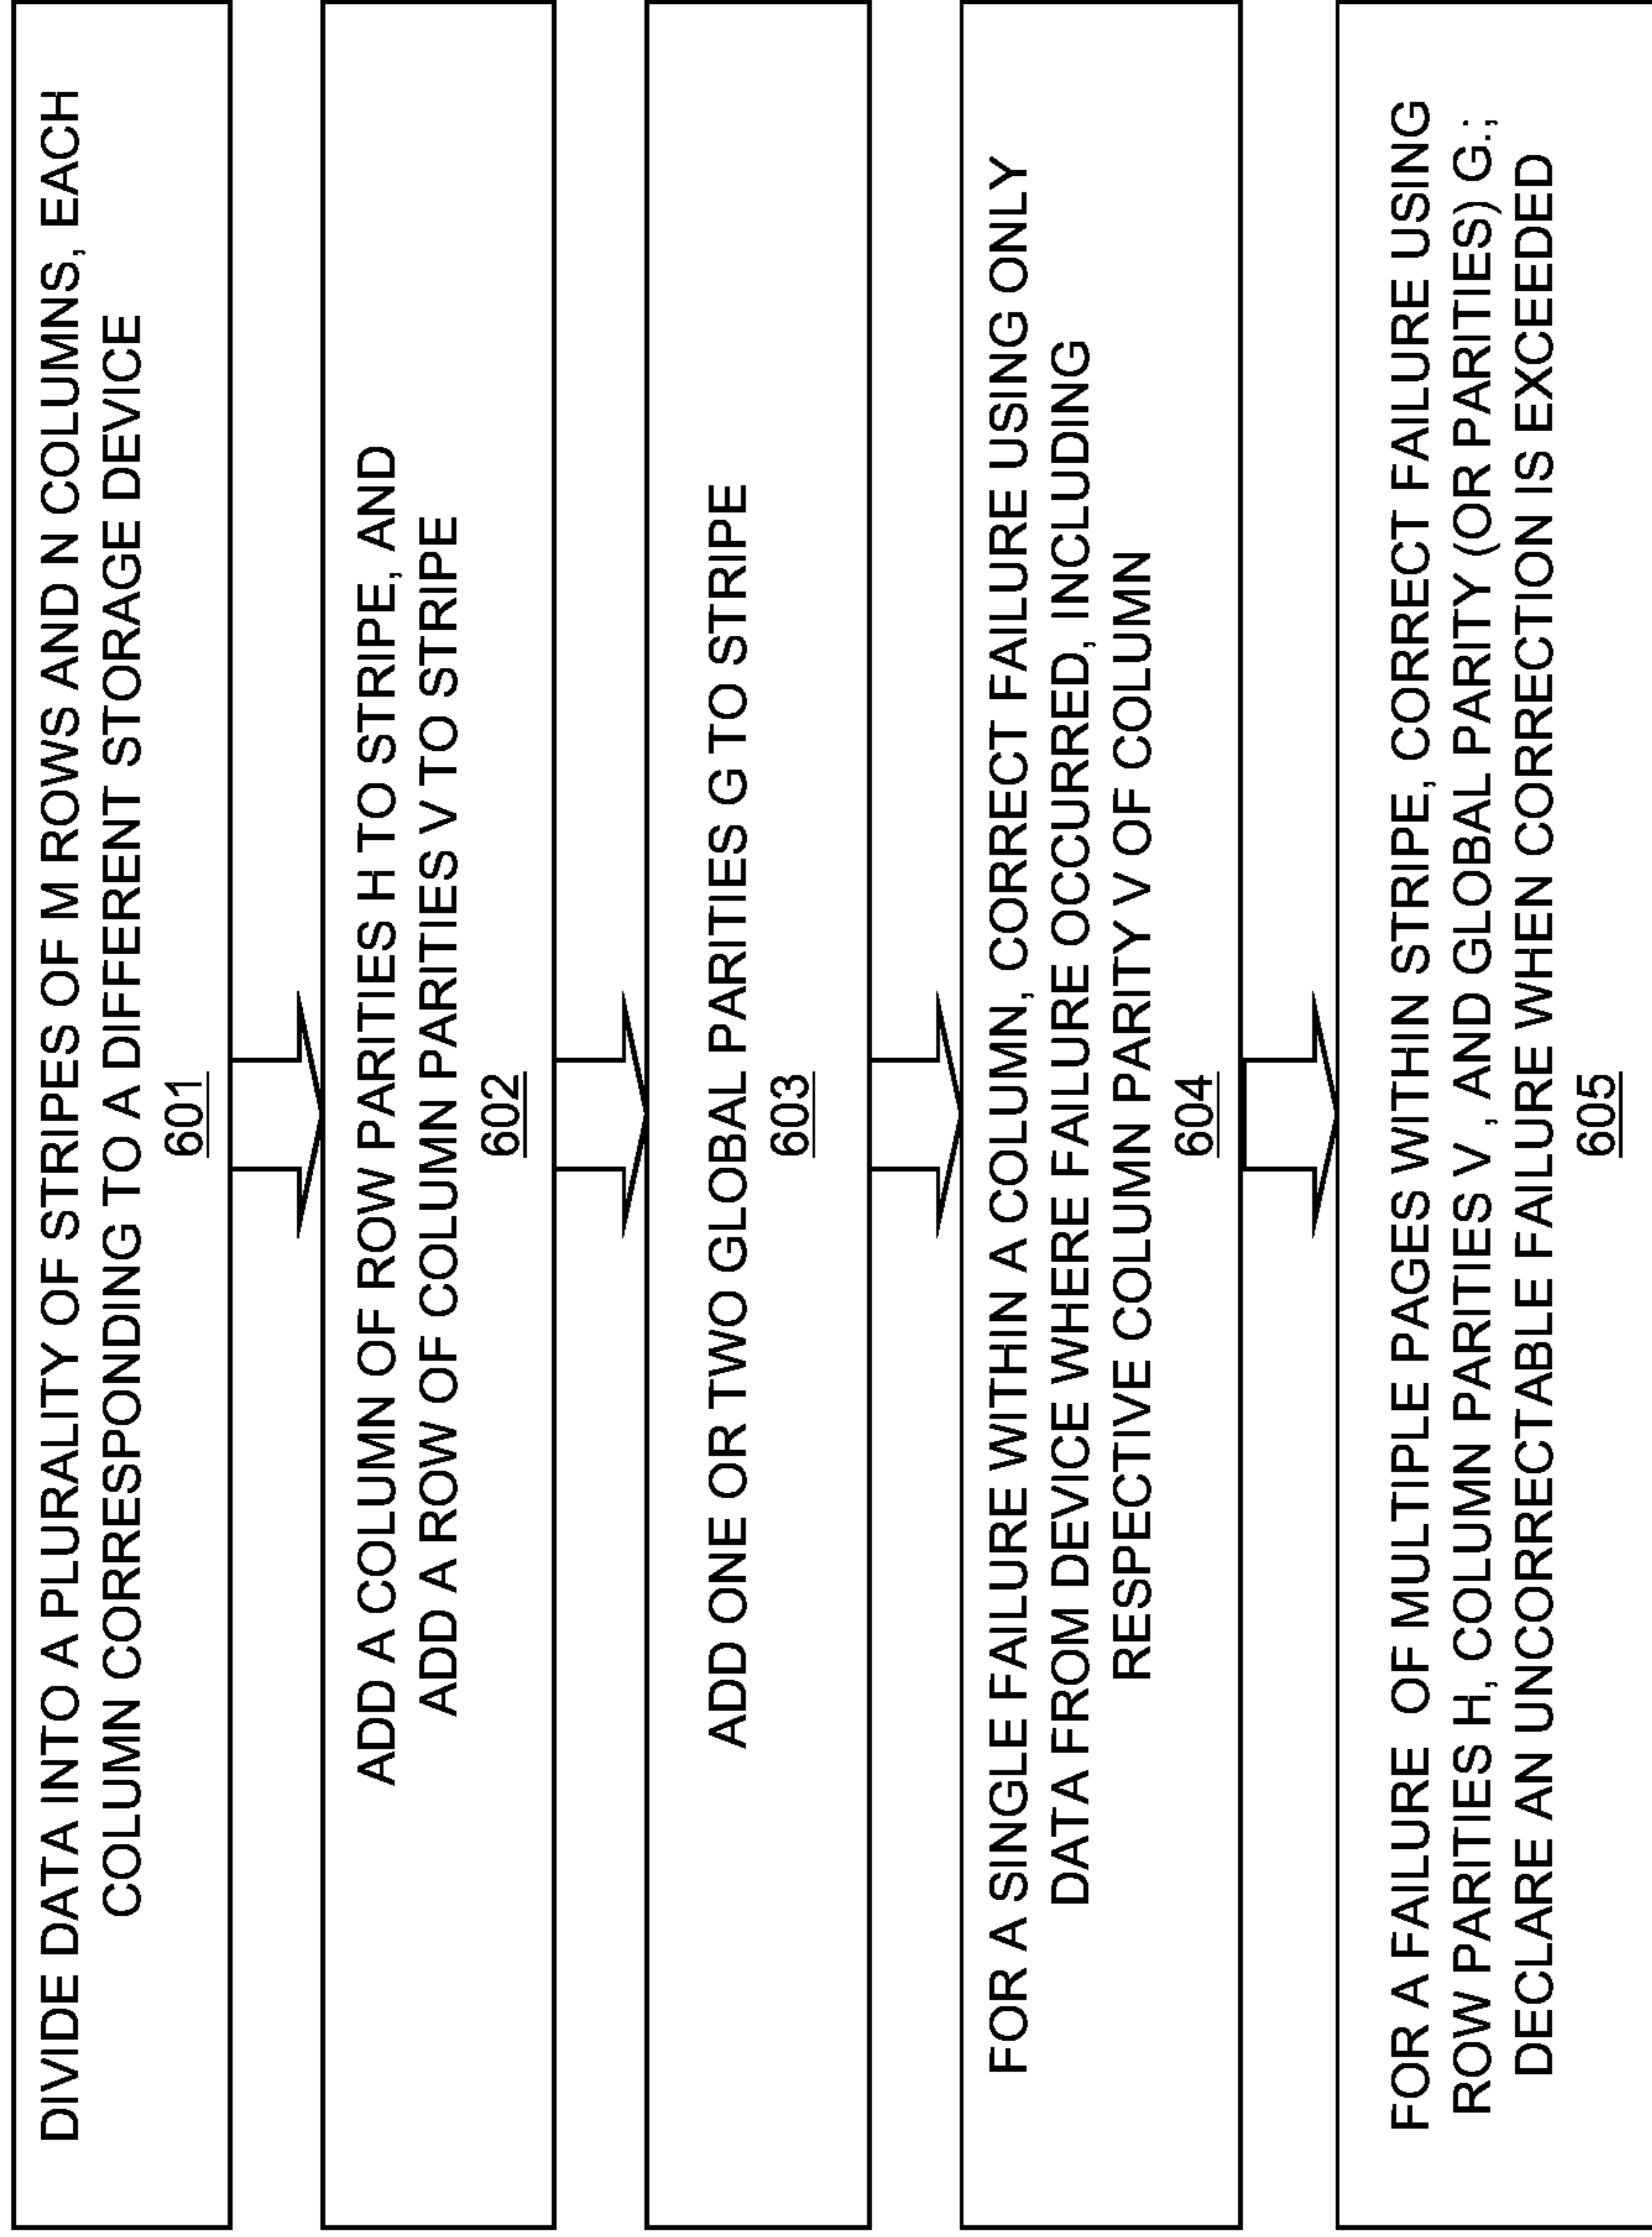 DIVIDE DATA INTO A PLURALITY OF STRIPES OF M ROWS AND N COLUMNS, EACH
COLUMN CORRESPONDING TO A DIFFERENT STORAGE DEVICE
601
ADD A COLUMN OF ROW PARITIES H TO STRIPE, AND
ADD A ROW OF COLUMN PARITIES V TO STRIPE
602
ADD ONE OR TWO GLOBAL PARITIES G TO STRIPE
603
FOR A SINGLE FAILURE WITHIN A COLUMN, CORRECT FAILURE USING ONLY
DATA FROM DEVICE WHERE FAILURE OCCURRED, INCLUDING
RESPECTIVE COLUMN PARITY V OF COLUMN
604
FOR A FAILURE OF MULTIPLE PAGES WITHIN STRIPE, CORRECT FAILURE USING
ROW PARITIES H, COLUMN PARITIES V , AND GLOBAL PARITY (OR PARITIES) G.;
DECLARE AN UNCORRECTABLE FAILURE WHEN CORRECTION IS EXCEEDED
605